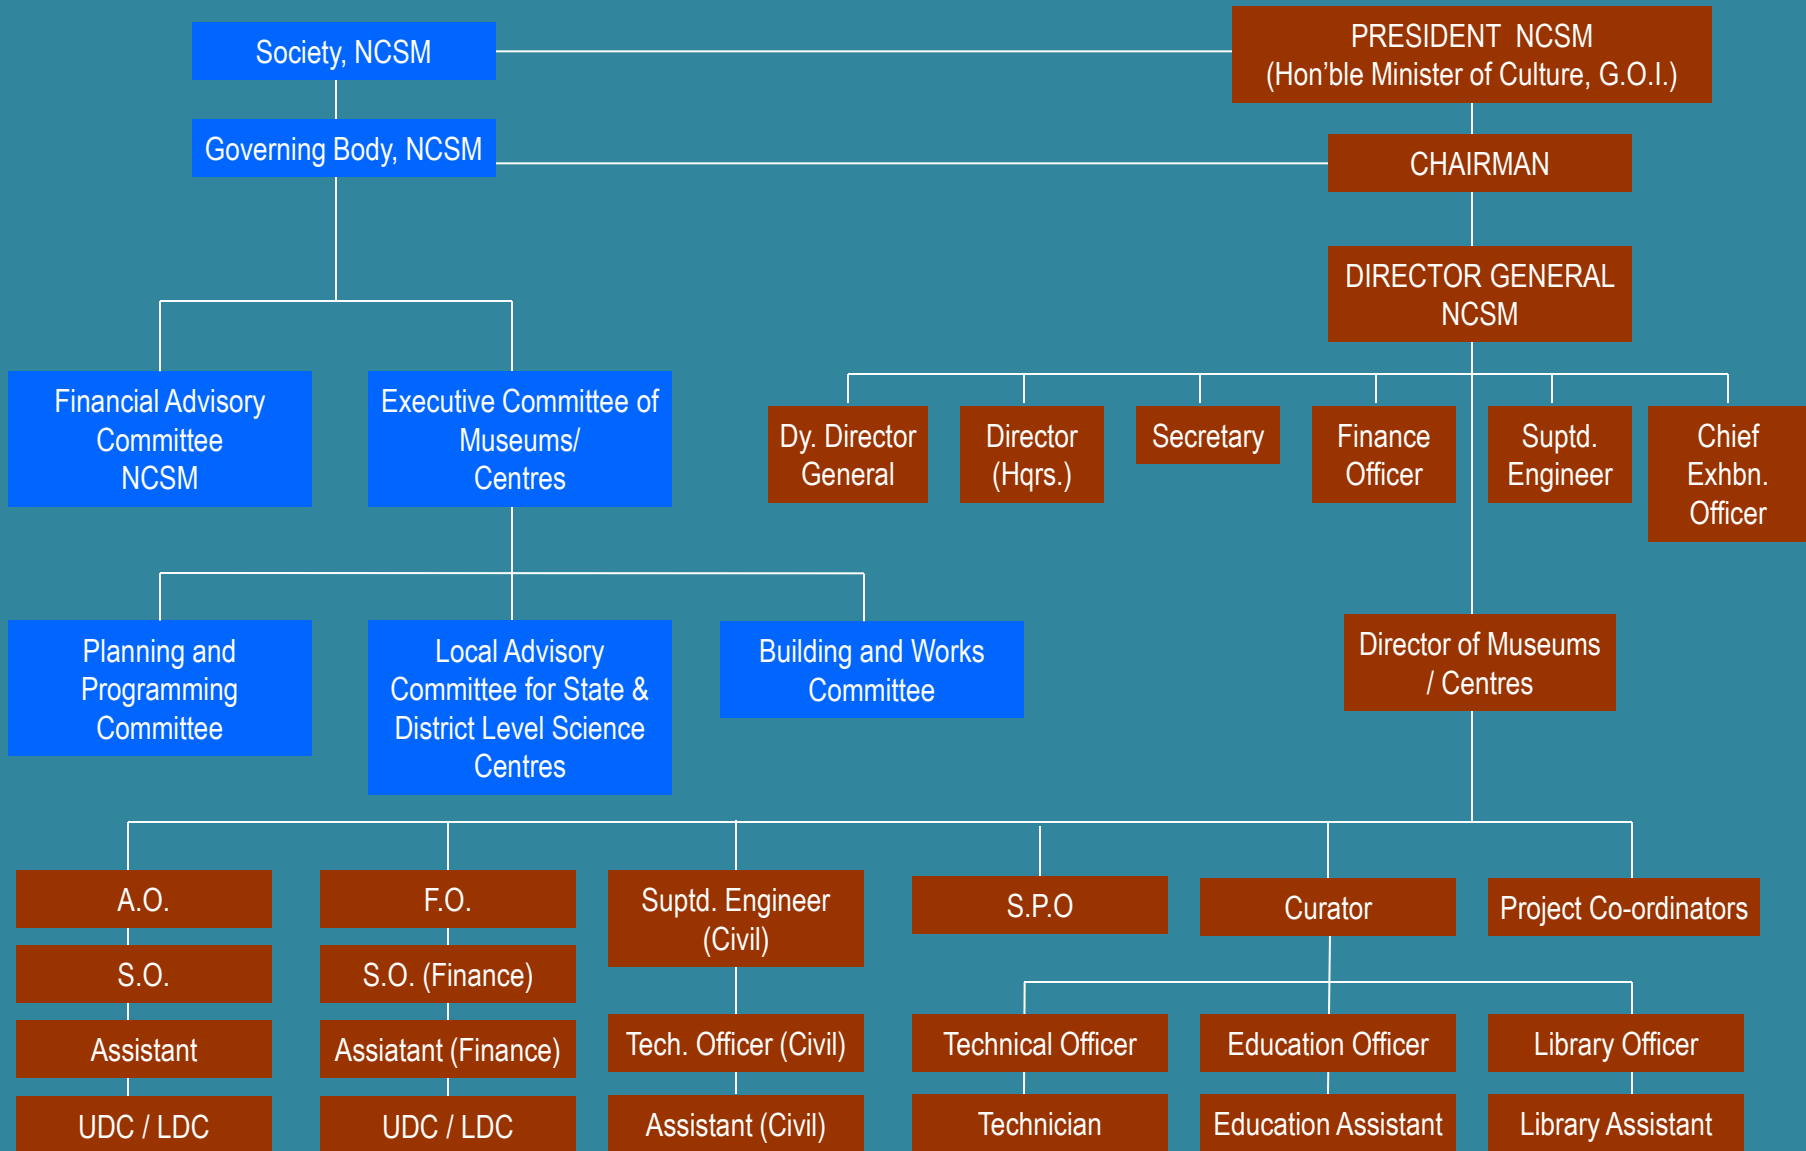 Society, NCSM
PRESIDENT NCSM
(Hon'ble Minister of Culture, G.O.I.)
Governing Body, NCSM
CHAIRMAN
DIRECTOR GENERAL
NCSM
Financial Advisory
Committee
NCSM
Executive Committee of
Museums/
Centres
Dy. Director
General
Director
(Hqrs.)
Secretary
Finance
Officer
Suptd.
Engineer
Chief
Exhbn.
Officer
Planning and
Programming
Committee
Local Advisory
Committee for State &
District Level Science
Centres
Building and Works
Committee
Director of Museums
/ Centres
A.O.
F.O.
Suptd. Engineer
(Civil)
S.P.O
Curator
Project Co-ordinators
S.O.
S.O. (Finance)
Assistant
Assiatant (Finance)
Tech. Officer (Civil)
Technical Officer
Education Officer
Library Officer
UDC / LDC
UDC / LDC
Assistant (Civil)
Technician
Education Assistant
Library Assistant